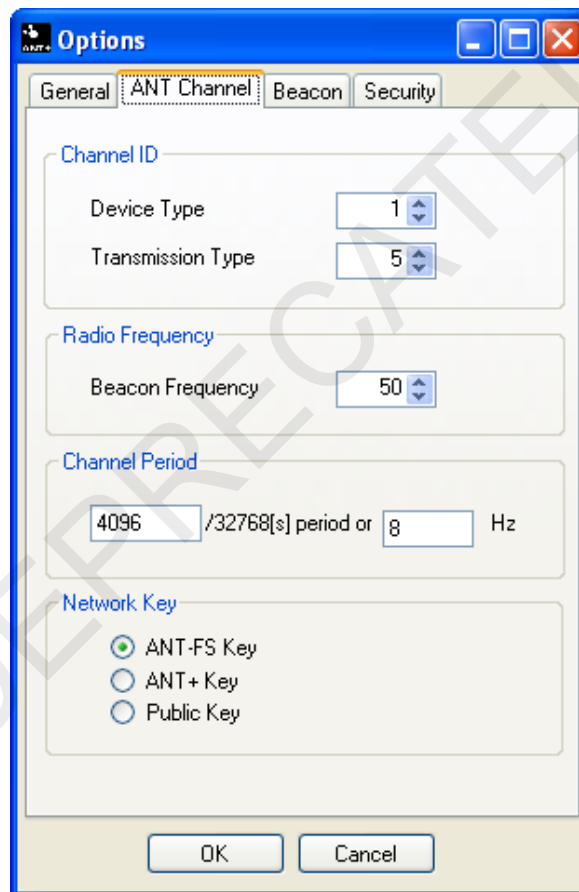 ANT+ Options
General ANT Channel Beacon Security
Channel ID
Device Type 1
Transmission Type 5
Radio Frequency
Beacon Frequency 50
Channel Period
4096 /32768[s] period or 8 Hz
Network Key
ANT-FS Key
ANT+ Key
Public Key
OK Cancel
DEPRECATED